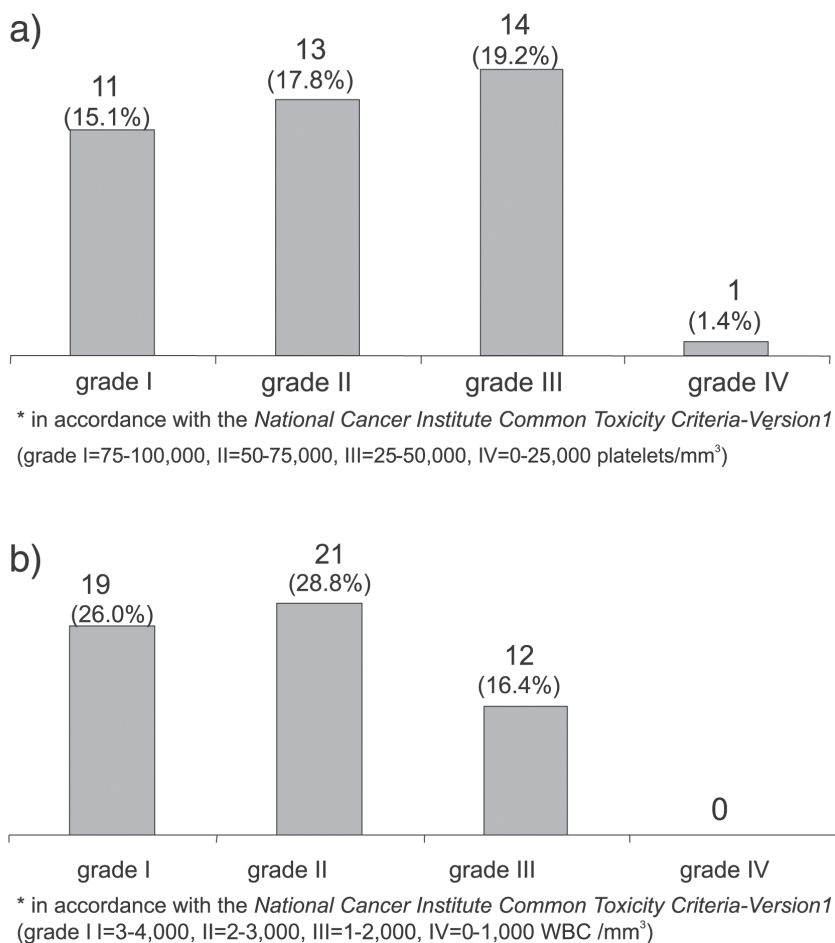 a)
14
(19.2%)
13
(17.8%)
11
(15.1%)
1
(1.4%)
grade I grade II grade III grade IV
* in accordance with the National Cancer Institute Common Toxicity Criteria-Version1
(grade I=75-100,000, II=50-75,000, III=25-50,000, IV=0-25,000 platelets/mm³)
b)
21
(28.8%)
19
(26.0%)
12
(16.4%)
0
grade I grade II grade III grade IV
* in accordance with the National Cancer Institute Common Toxicity Criteria-Version1
(grade I I=3-4,000, II=2-3,000, III=1-2,000, IV=0-1,000 WBC /mm³)